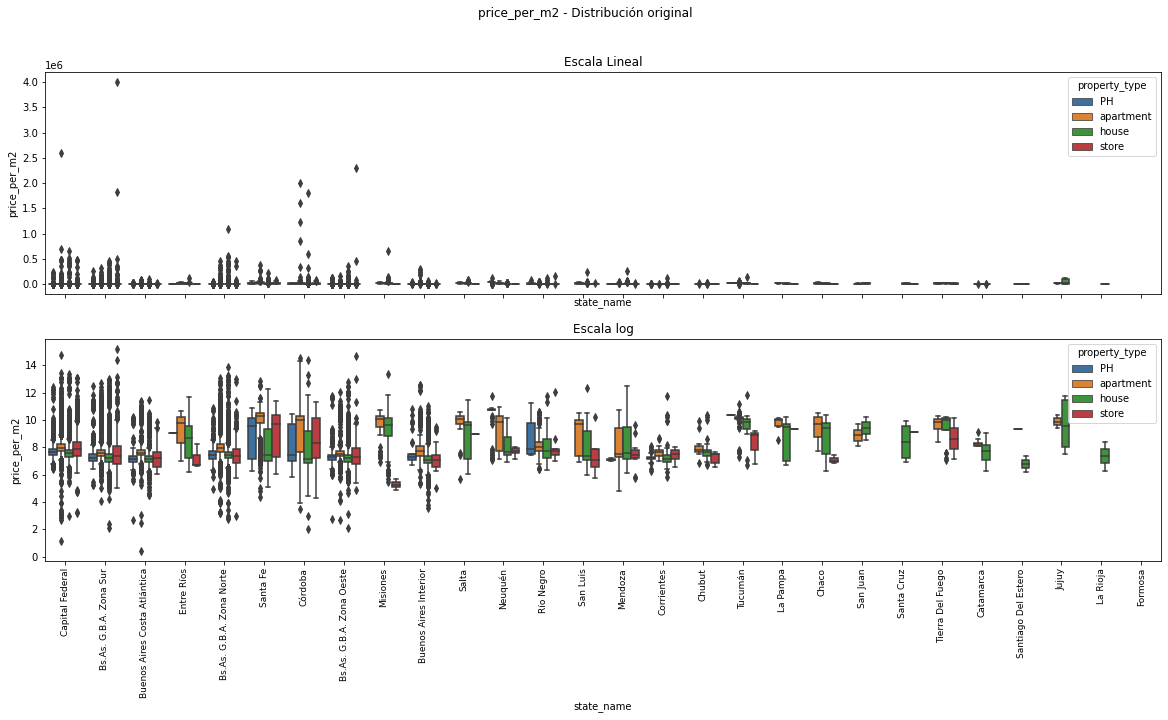 price_per_m2 - Distribución original
Escala Lineal
1e6
4.0
3.5
3.0
2.5
2.0
1.5
1.0
0.5
0.0
price_per_m2
property_type
PH
apartment
house
store
state_name
Escala log
14
12
10
8
6
4
2
0
price_per_m2
property_type
PH
apartment
house
store
Capital Federal
Bs.As. G.B.A. Zona Sur
Buenos Aires Costa Atlántica
Entre Ríos
Bs.As. G.B.A. Zona Norte
Santa Fe
Córdoba
Bs.As. G.B.A. Zona Oeste
Misiones
Buenos Aires Interior
Salta
Neuquén
Río Negro
San Luis
Mendoza
Corrientes
Chubut
Tucumán
La Pampa
Chaco
San Juan
Santa Cruz
Tierra Del Fuego
Catamarca
Santiago Del Estero
Jujuy
La Rioja
Formosa
state_name